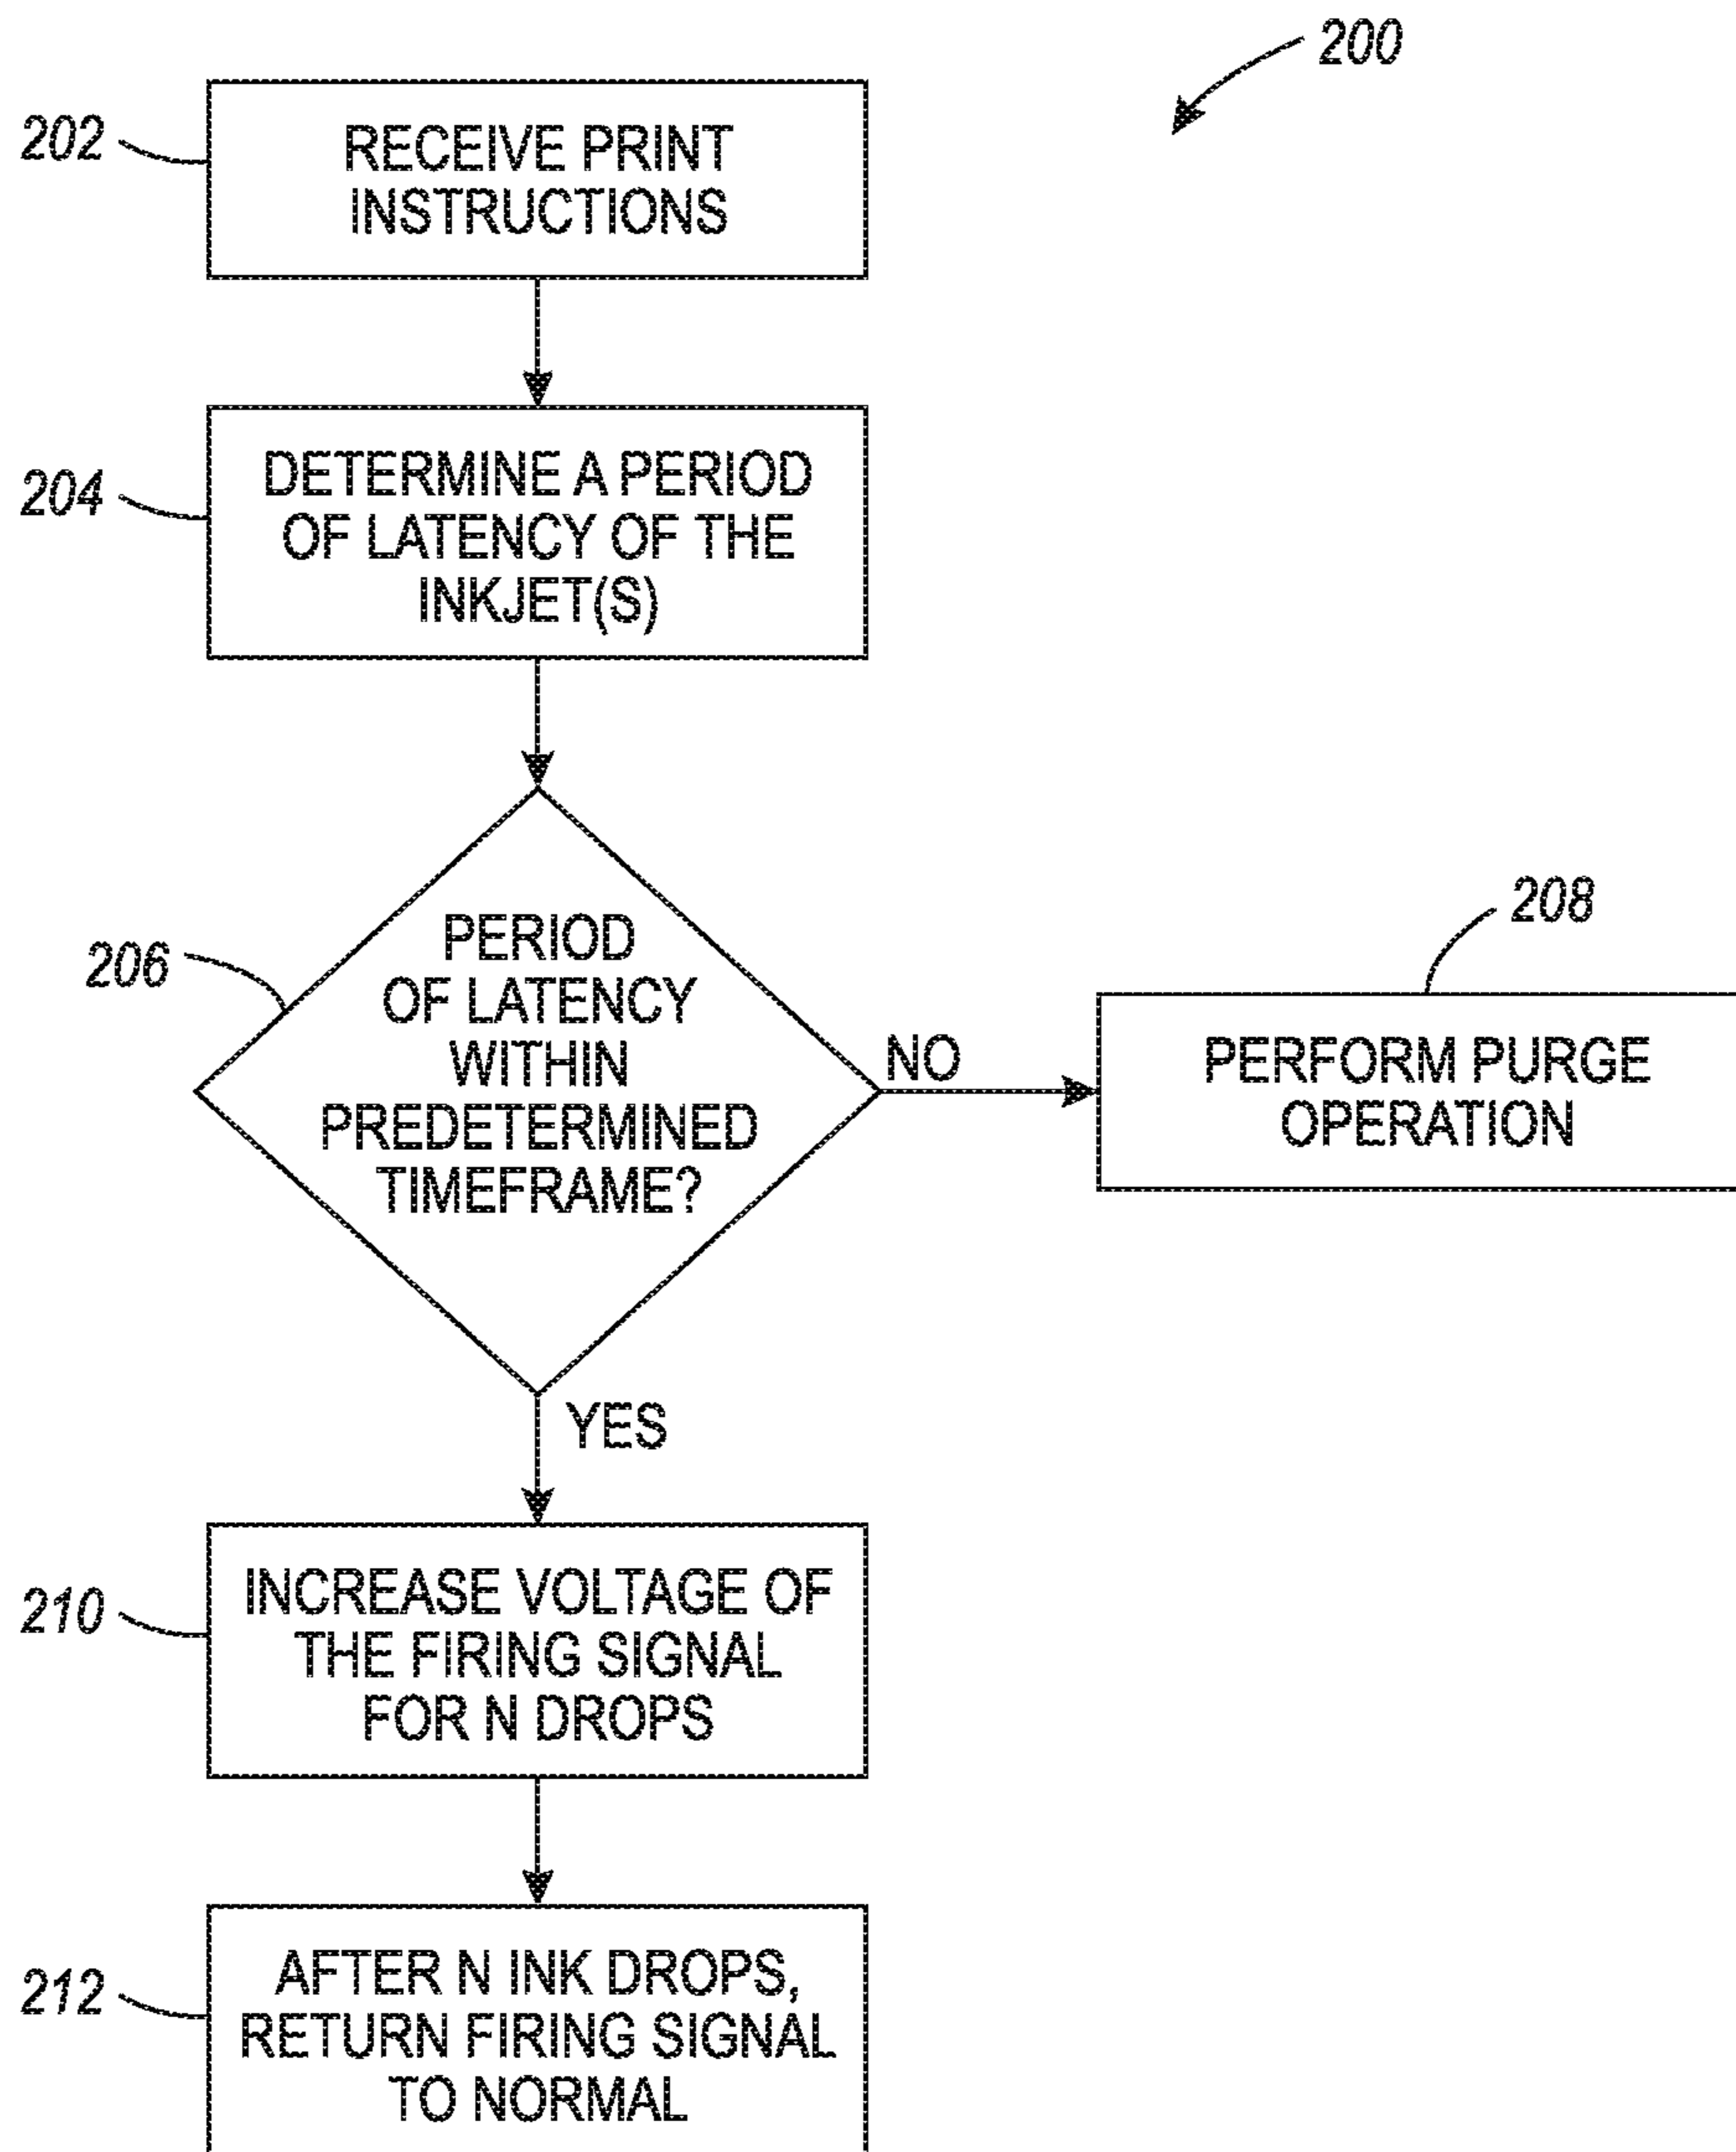 200
202
RECEIVE PRINT
INSTRUCTIONS
204
DETERMINE A PERIOD
OF LATENCY OF THE
INKJET(S)
206
PERIOD
OF LATENCY
WITHIN
PREDETERMINED
TIMEFRAME?
NO
208
PERFORM PURGE
OPERATION
YES
210
INCREASE VOLTAGE OF
THE FIRING SIGNAL
FOR N DROPS
212
AFTER N INK DROPS,
RETURN FIRING SIGNAL
TO NORMAL